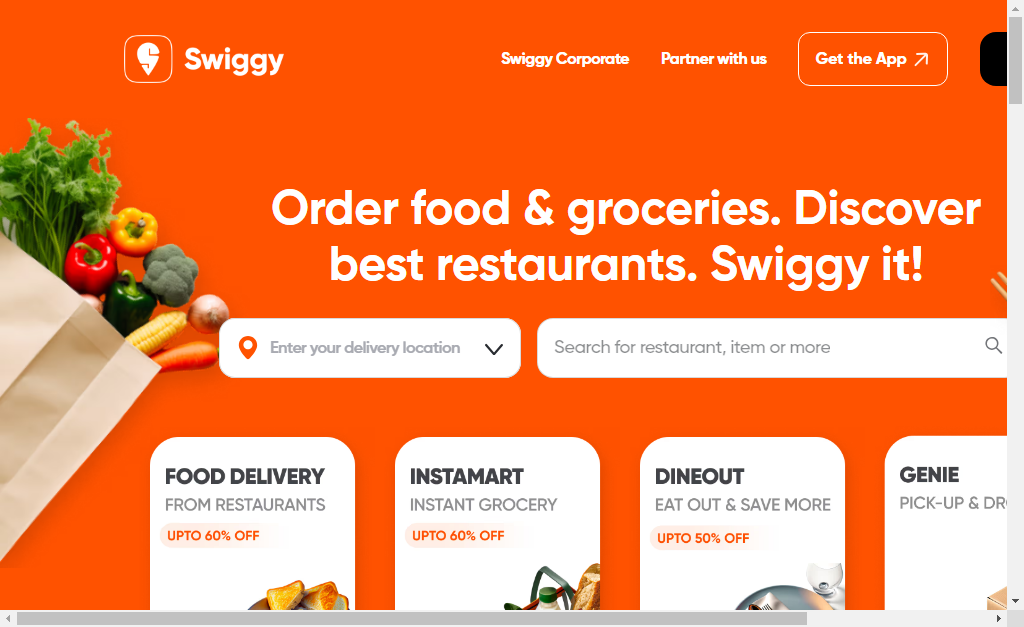 Swiggy
Swiggy Corporate
Partner with us
Get the App
Order food & groceries. Discover
best restaurants. Swiggy it!
Enter your delivery location
Search for restaurant, item or more
FOOD DELIVERY
FROM RESTAURANTS
UPTO 60% OFF
INSTAMART
INSTANT GROCERY
UPTO 60% OFF
DINEOUT
EAT OUT & SAVE MORE
UPTO 50% OFF
GENIE
PICK-UP &